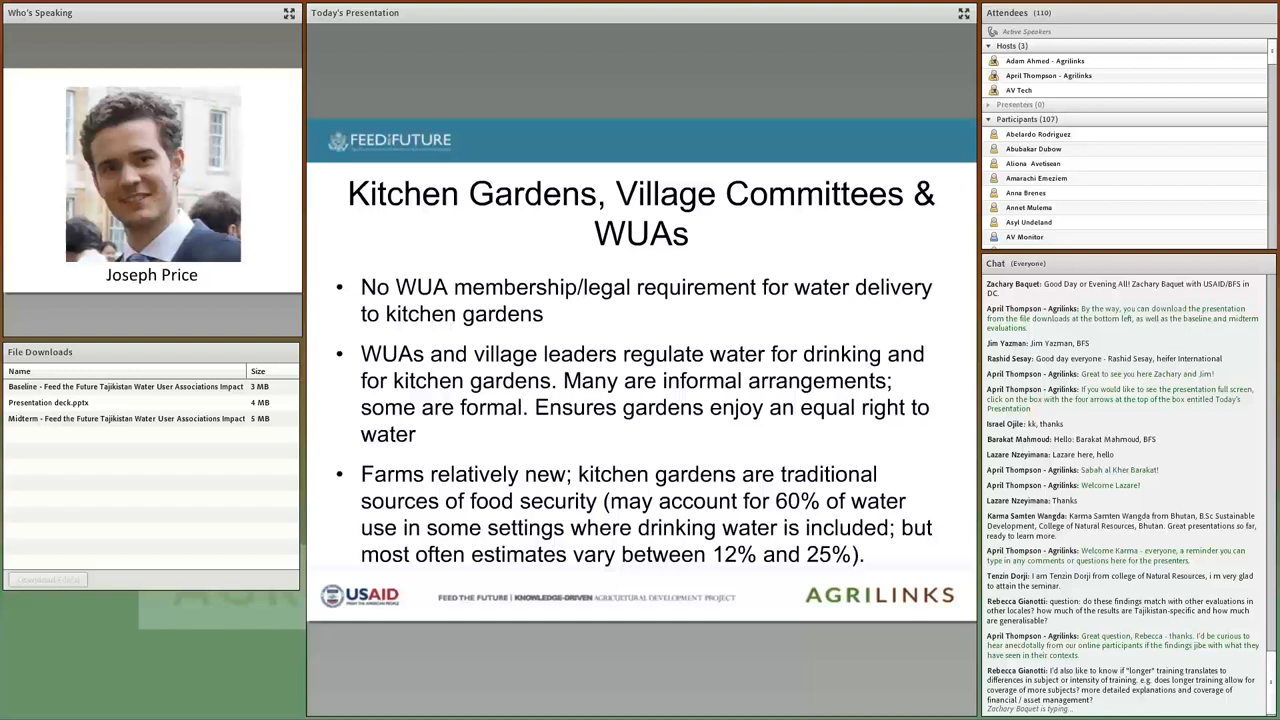 Who's Speaking
Joseph Price
File Downloads
Name Size
Baseline - Feed the Future Tajikistan Water User Associations Impact 3 MB
Presentation deck.pptx 4 MB
Midterm - Feed the Future Tajikistan Water User Associations Impact 5 MB
Today's Presentation
FEED THE FUTURE
Kitchen Gardens, Village Committees &
WUAs
• No WUA membership/legal requirement for water delivery
to kitchen gardens
• WUAs and village leaders regulate water for drinking and
for kitchen gardens. Many are informal arrangements;
some are formal. Ensures gardens enjoy an equal right to
water
• Farms relatively new; kitchen gardens are traditional
sources of food security (may account for 60% of water
use in some settings where drinking water is included; but
most often estimates vary between 12% and 25%).
USAID
FROM THE AMERICAN PEOPLE
FEED THE FUTURE | KNOWLEDGE-DRIVEN AGRICULTURAL DEVELOPMENT PROJECT
AGRILINKS
Attendees (110)
Active Speakers
Hosts (3)
Adam Ahmed - Agrilinks
April Thompson - Agrilinks
AV Tech
Presenters (0)
Participants (107)
Abelardo Rodriguez
Abubakar Dubow
Aliona Avetisean
Amarachi Emeziem
Anna Brenes
Annet Mulema
Asyl Undeland
AV Monitor
Chat (Everyone)
Zachary Baquet: Good Day or Evening All! Zachary Baquet with USAID/BFS in
DC.
April Thompson - Agrilinks: By the way, you can download the presentation
from the file downloads at the bottom left, as well as the baseline and midterm
evaluations.
Jim Yazman: Jim Yazman, BFS
Rashid Sesay: Good day everyone - Rashid Sesay, heifer International
April Thompson - Agrilinks: Great to see you here Zachary and Jim!
April Thompson - Agrilinks: If you would like to see the presentation full screen,
click on the box with the four arrows at the top of the box entitled Today's
Presentation
Israel Ojile: kk, thanks
Barakat Mahmoud: Hello: Barakat Mahmoud, BFS
Lazare Nzeyimana: Lazare here, hello
April Thompson - Agrilinks: Sabah al Kher Barakat!
April Thompson - Agrilinks: Welcome Lazare!
Lazare Nzeyimana: Thanks
Karma Samten Wangda: Karma Samten Wangda from Bhutan, B.Sc Sustainable
Development, College of Natural Resources, Bhutan. Great presentations so far,
ready to learn more.
April Thompson - Agrilinks: Welcome Karma - everyone, a reminder you can
type in any comments or questions here for the presenters.
Tenzin Dorji: I am Tenzin Dorji from college of Natural Resources, i m very glad
to attain the seminar.
Rebecca Gianotti: question: do these findings match with other evaluations in
other locales? how much of the results are Tajikistan-specific and how much
are generalisable?
April Thompson - Agrilinks: Great question, Rebecca - thanks. I'd be curious to
hear anecdotally from our online participants if the findings jibe with what they
have seen in their contexts.
Rebecca Gianotti: I'd also like to know if "longer" training translates to
differences in subject or intensity of training. e.g. does longer training allow for
coverage of more subjects? more detailed explanations and coverage of
financial / asset management?
Zachary Baquet is typing...